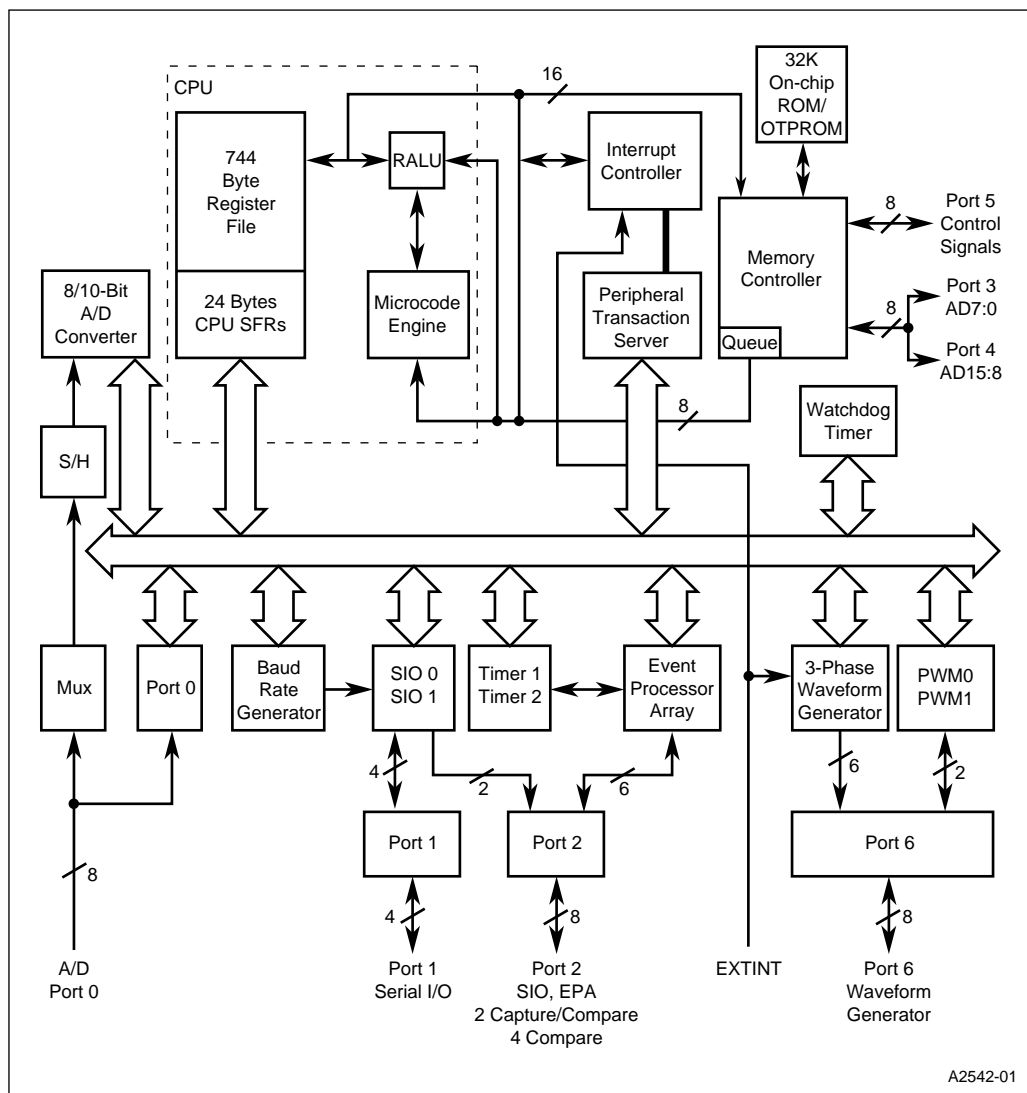 CPU
744
Byte
Register
File
24 Bytes
CPU SFRs
RALU
Microcode
Engine
16
Interrupt
Controller
Peripheral
Transaction
Server
32K
On-chip
ROM/
OTPROM
Memory
Controller
Queue
8
Port 5
Control
Signals
8
Port 3
AD7:0
Port 4
AD15:8
8/10-Bit
A/D
Converter
S/H
8
Watchdog
Timer
Mux
Port 0
Baud
Rate
Generator
SIO 0
SIO 1
Timer 1
Timer 2
Event
Processor
Array
3-Phase
Waveform
Generator
PWM0
PWM1
4
2
6
6
2
Port 1
Port 2
Port 6
8
4
8
8
A/D
Port 0
Port 1
Serial I/O
Port 2
SIO, EPA
2 Capture/Compare
4 Compare
EXTINT
Port 6
Waveform
Generator
A2542-01